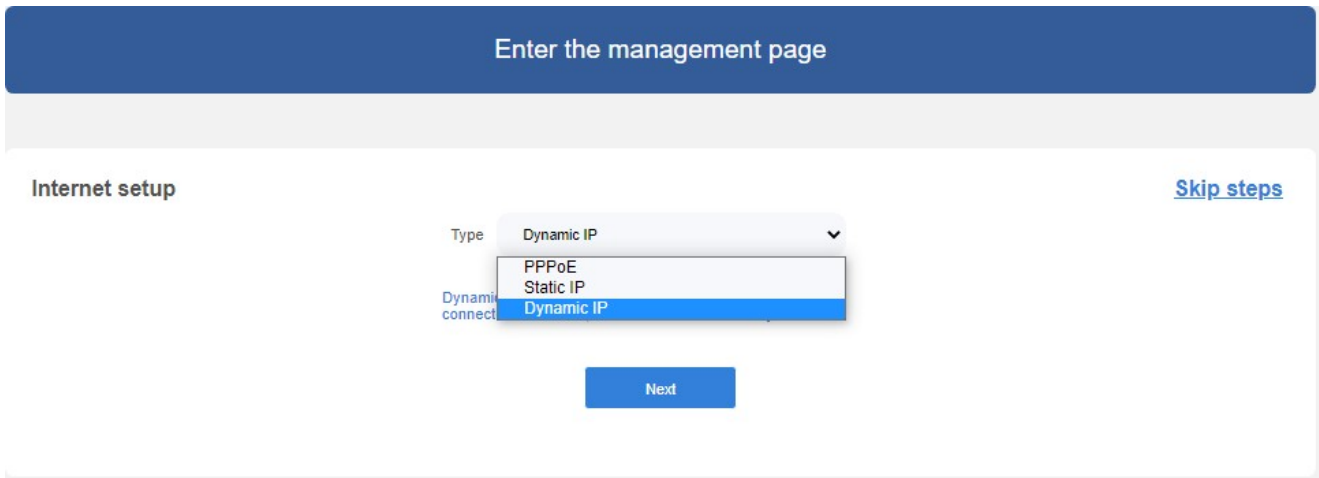 Enter the management page
Internet setup
Skip steps
Type
Dynamic IP
PPPoE
Static IP
Dynamic IP
Next